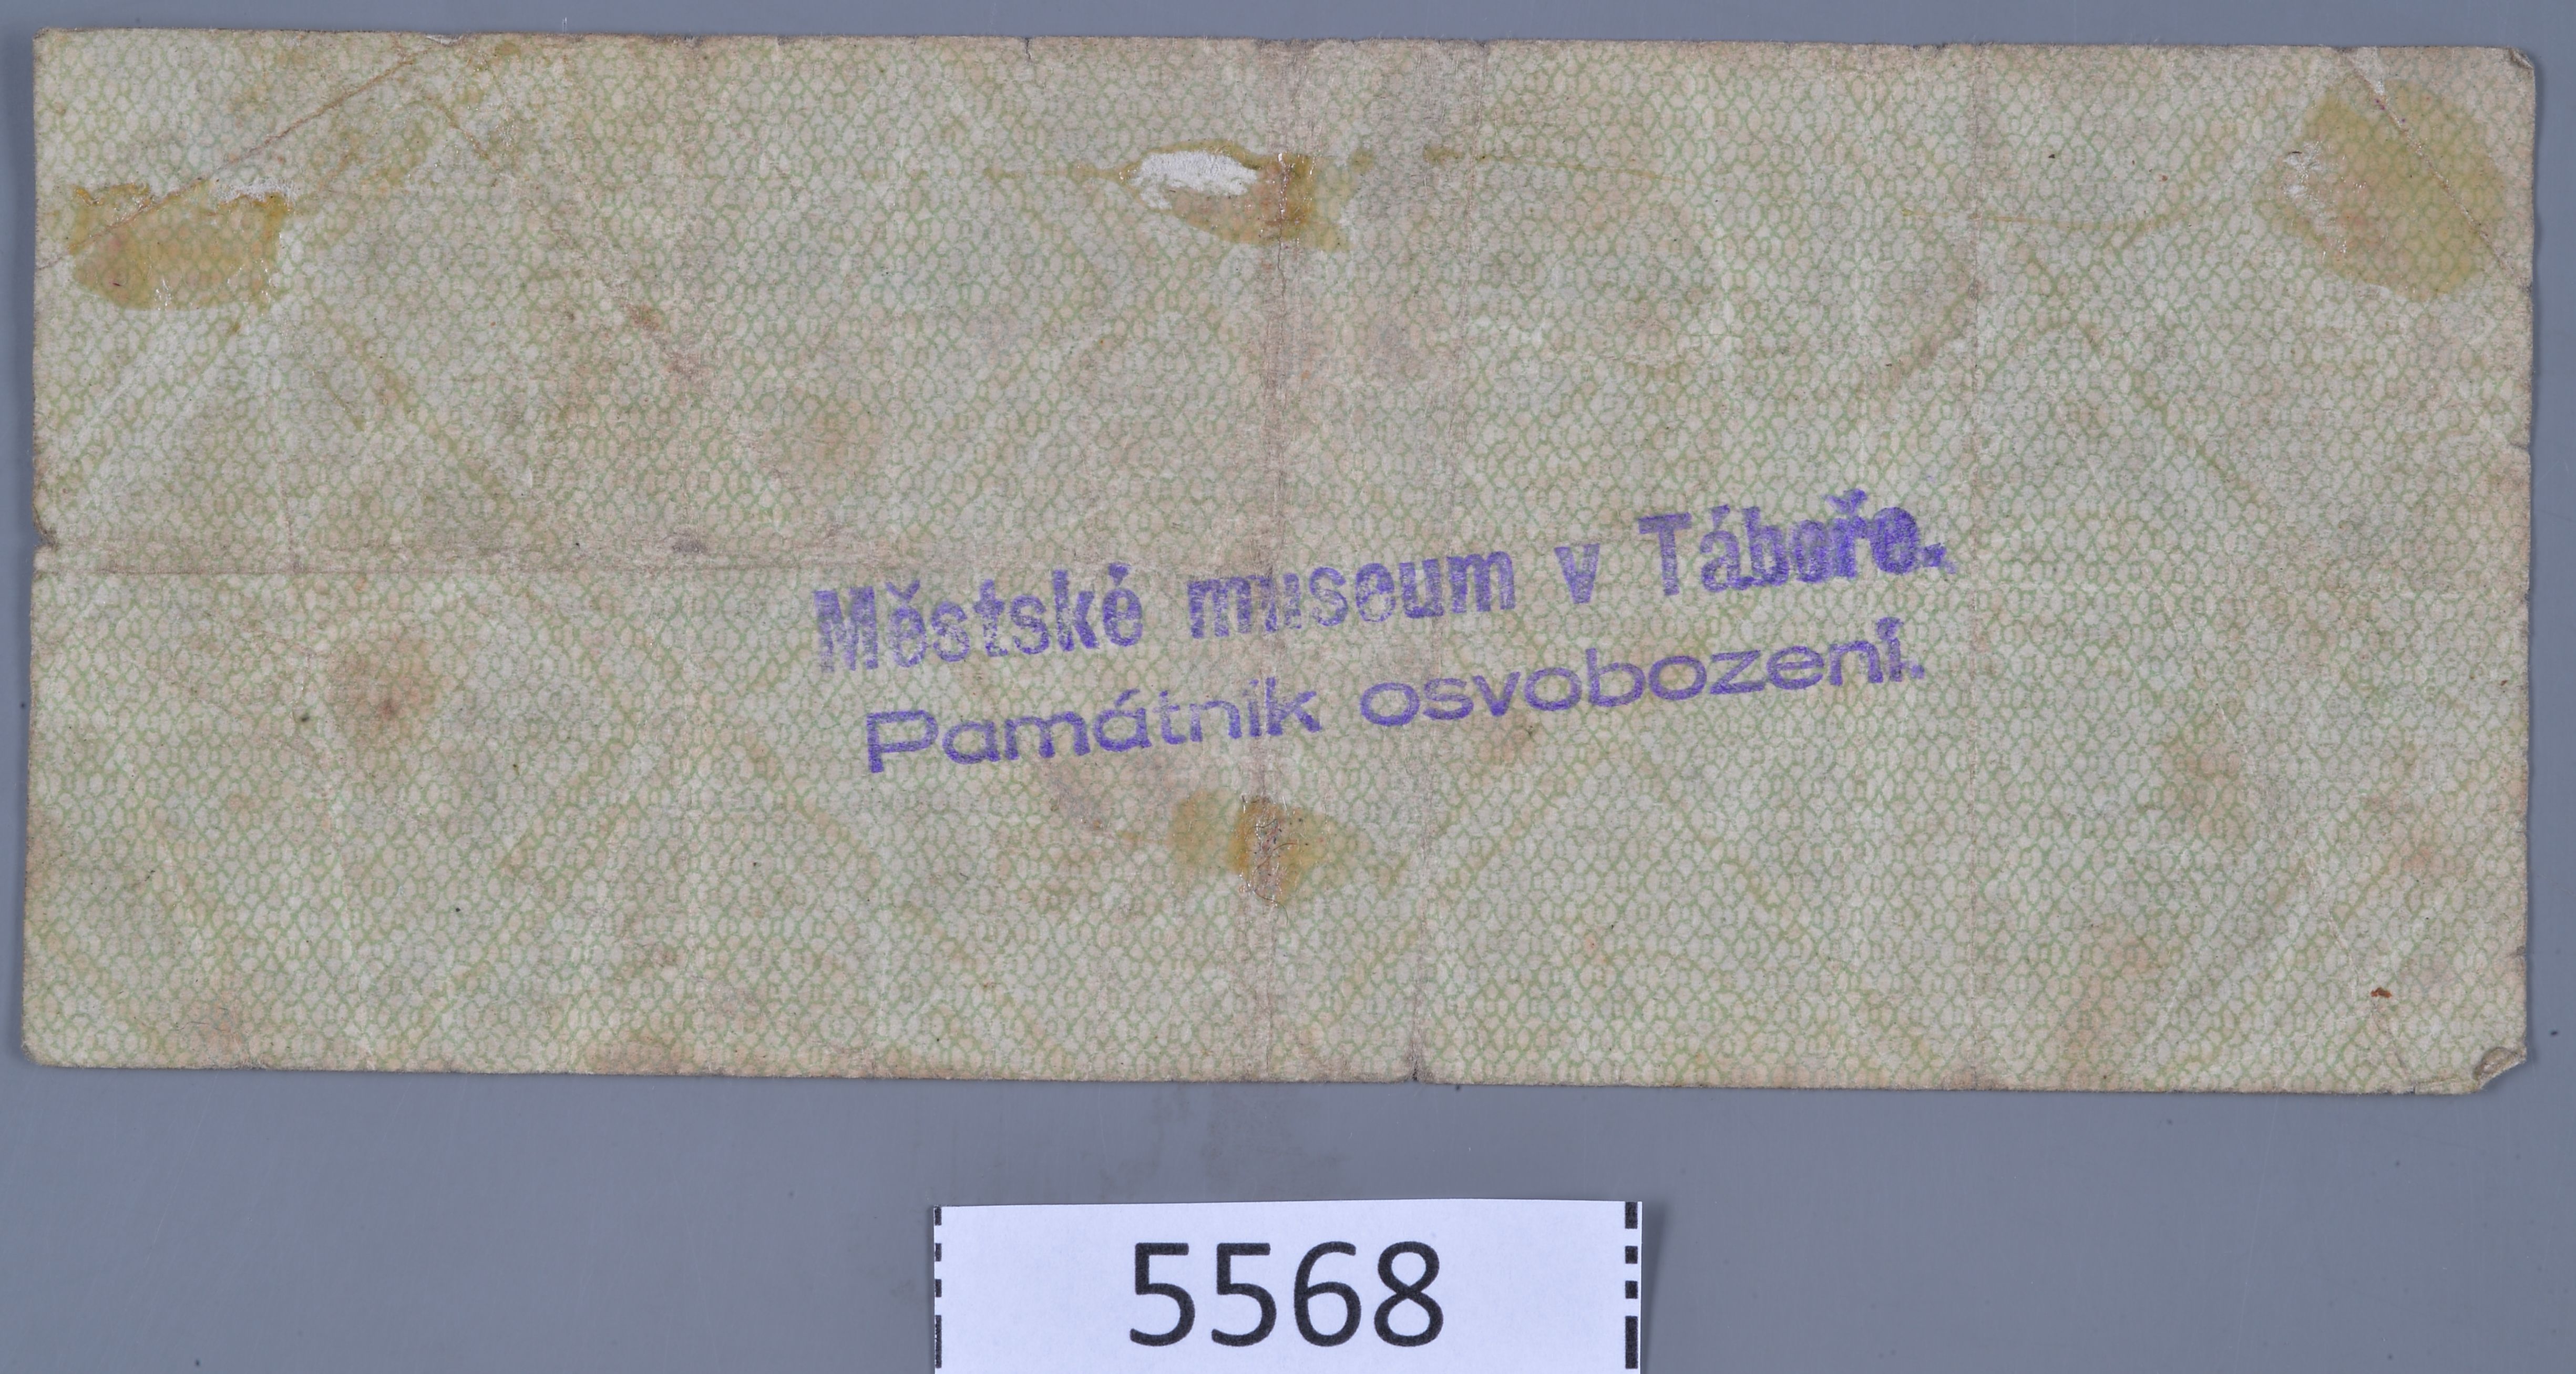 Městské museum v Táboře.
Památník osvobození.
5568